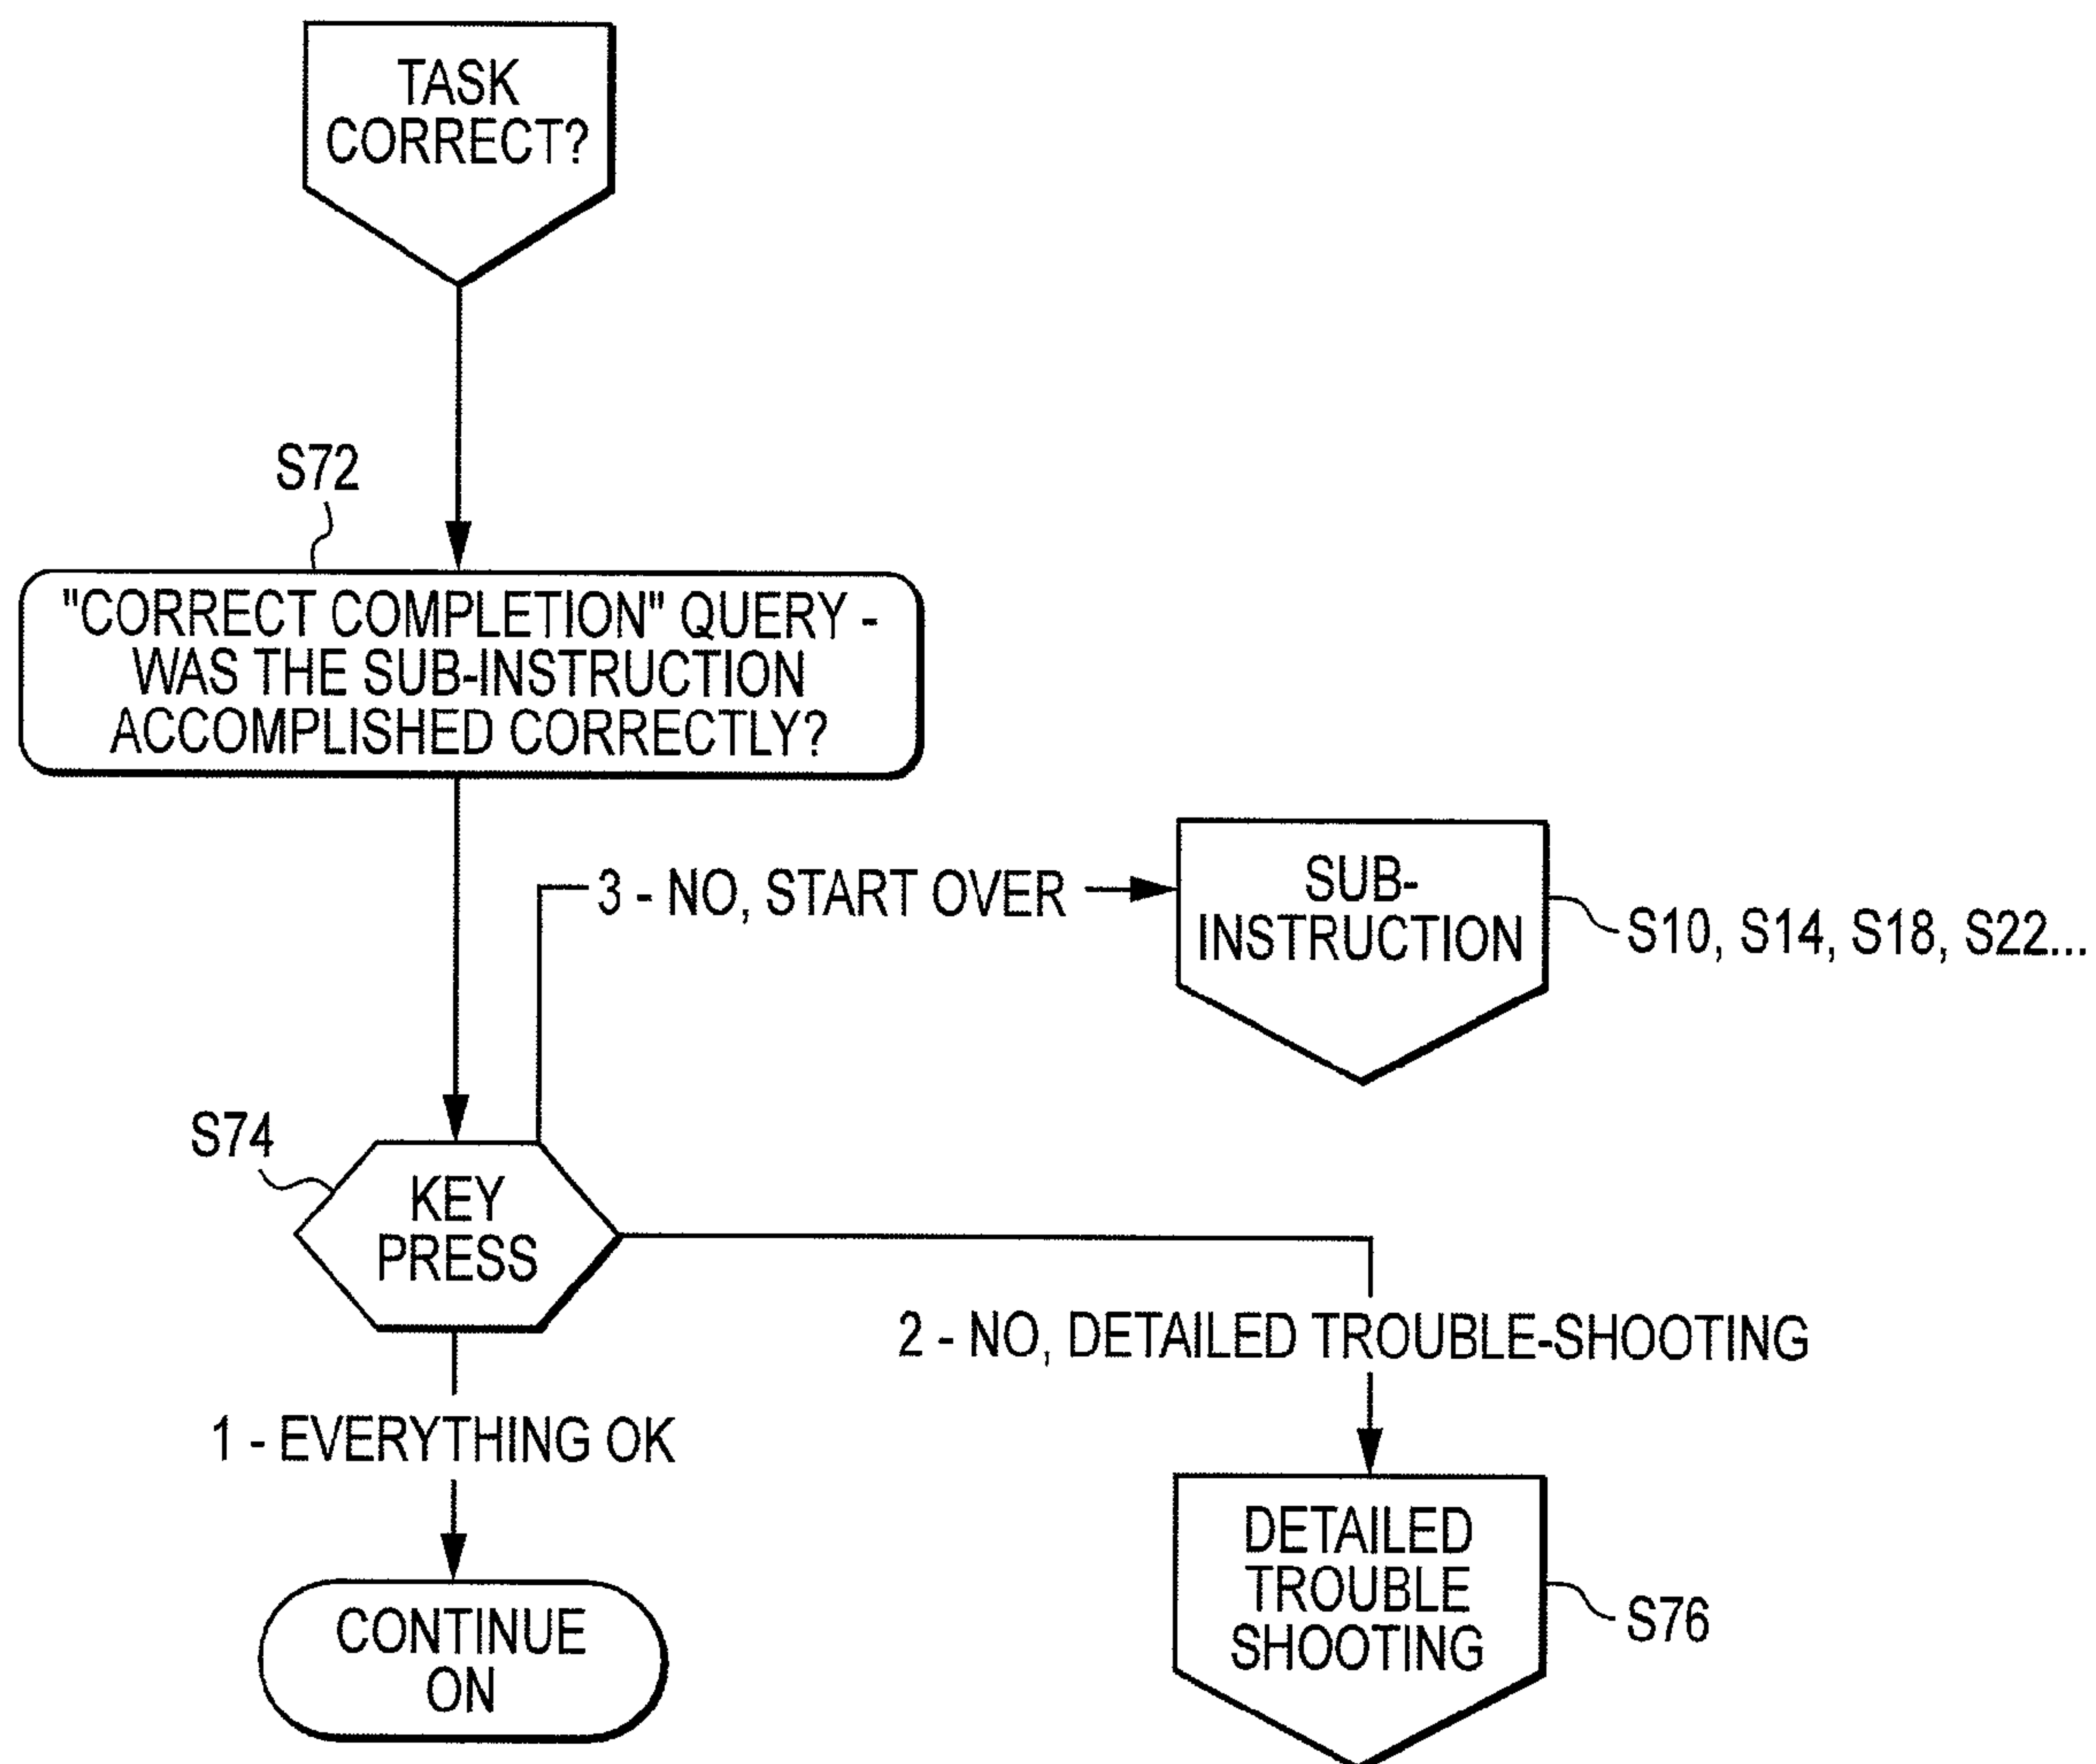 TASK
CORRECT?
S72
"CORRECT COMPLETION" QUERY -
WAS THE SUB-INSTRUCTION
ACCOMPLISHED CORRECTLY?
3 - NO, START OVER
SUB-
INSTRUCTION
S10, S14, S18, S22...
S74
KEY
PRESS
2 - NO, DETAILED TROUBLE-SHOOTING
1 - EVERYTHING OK
DETAILED
TROUBLE
SHOOTING
S76
CONTINUE
ON